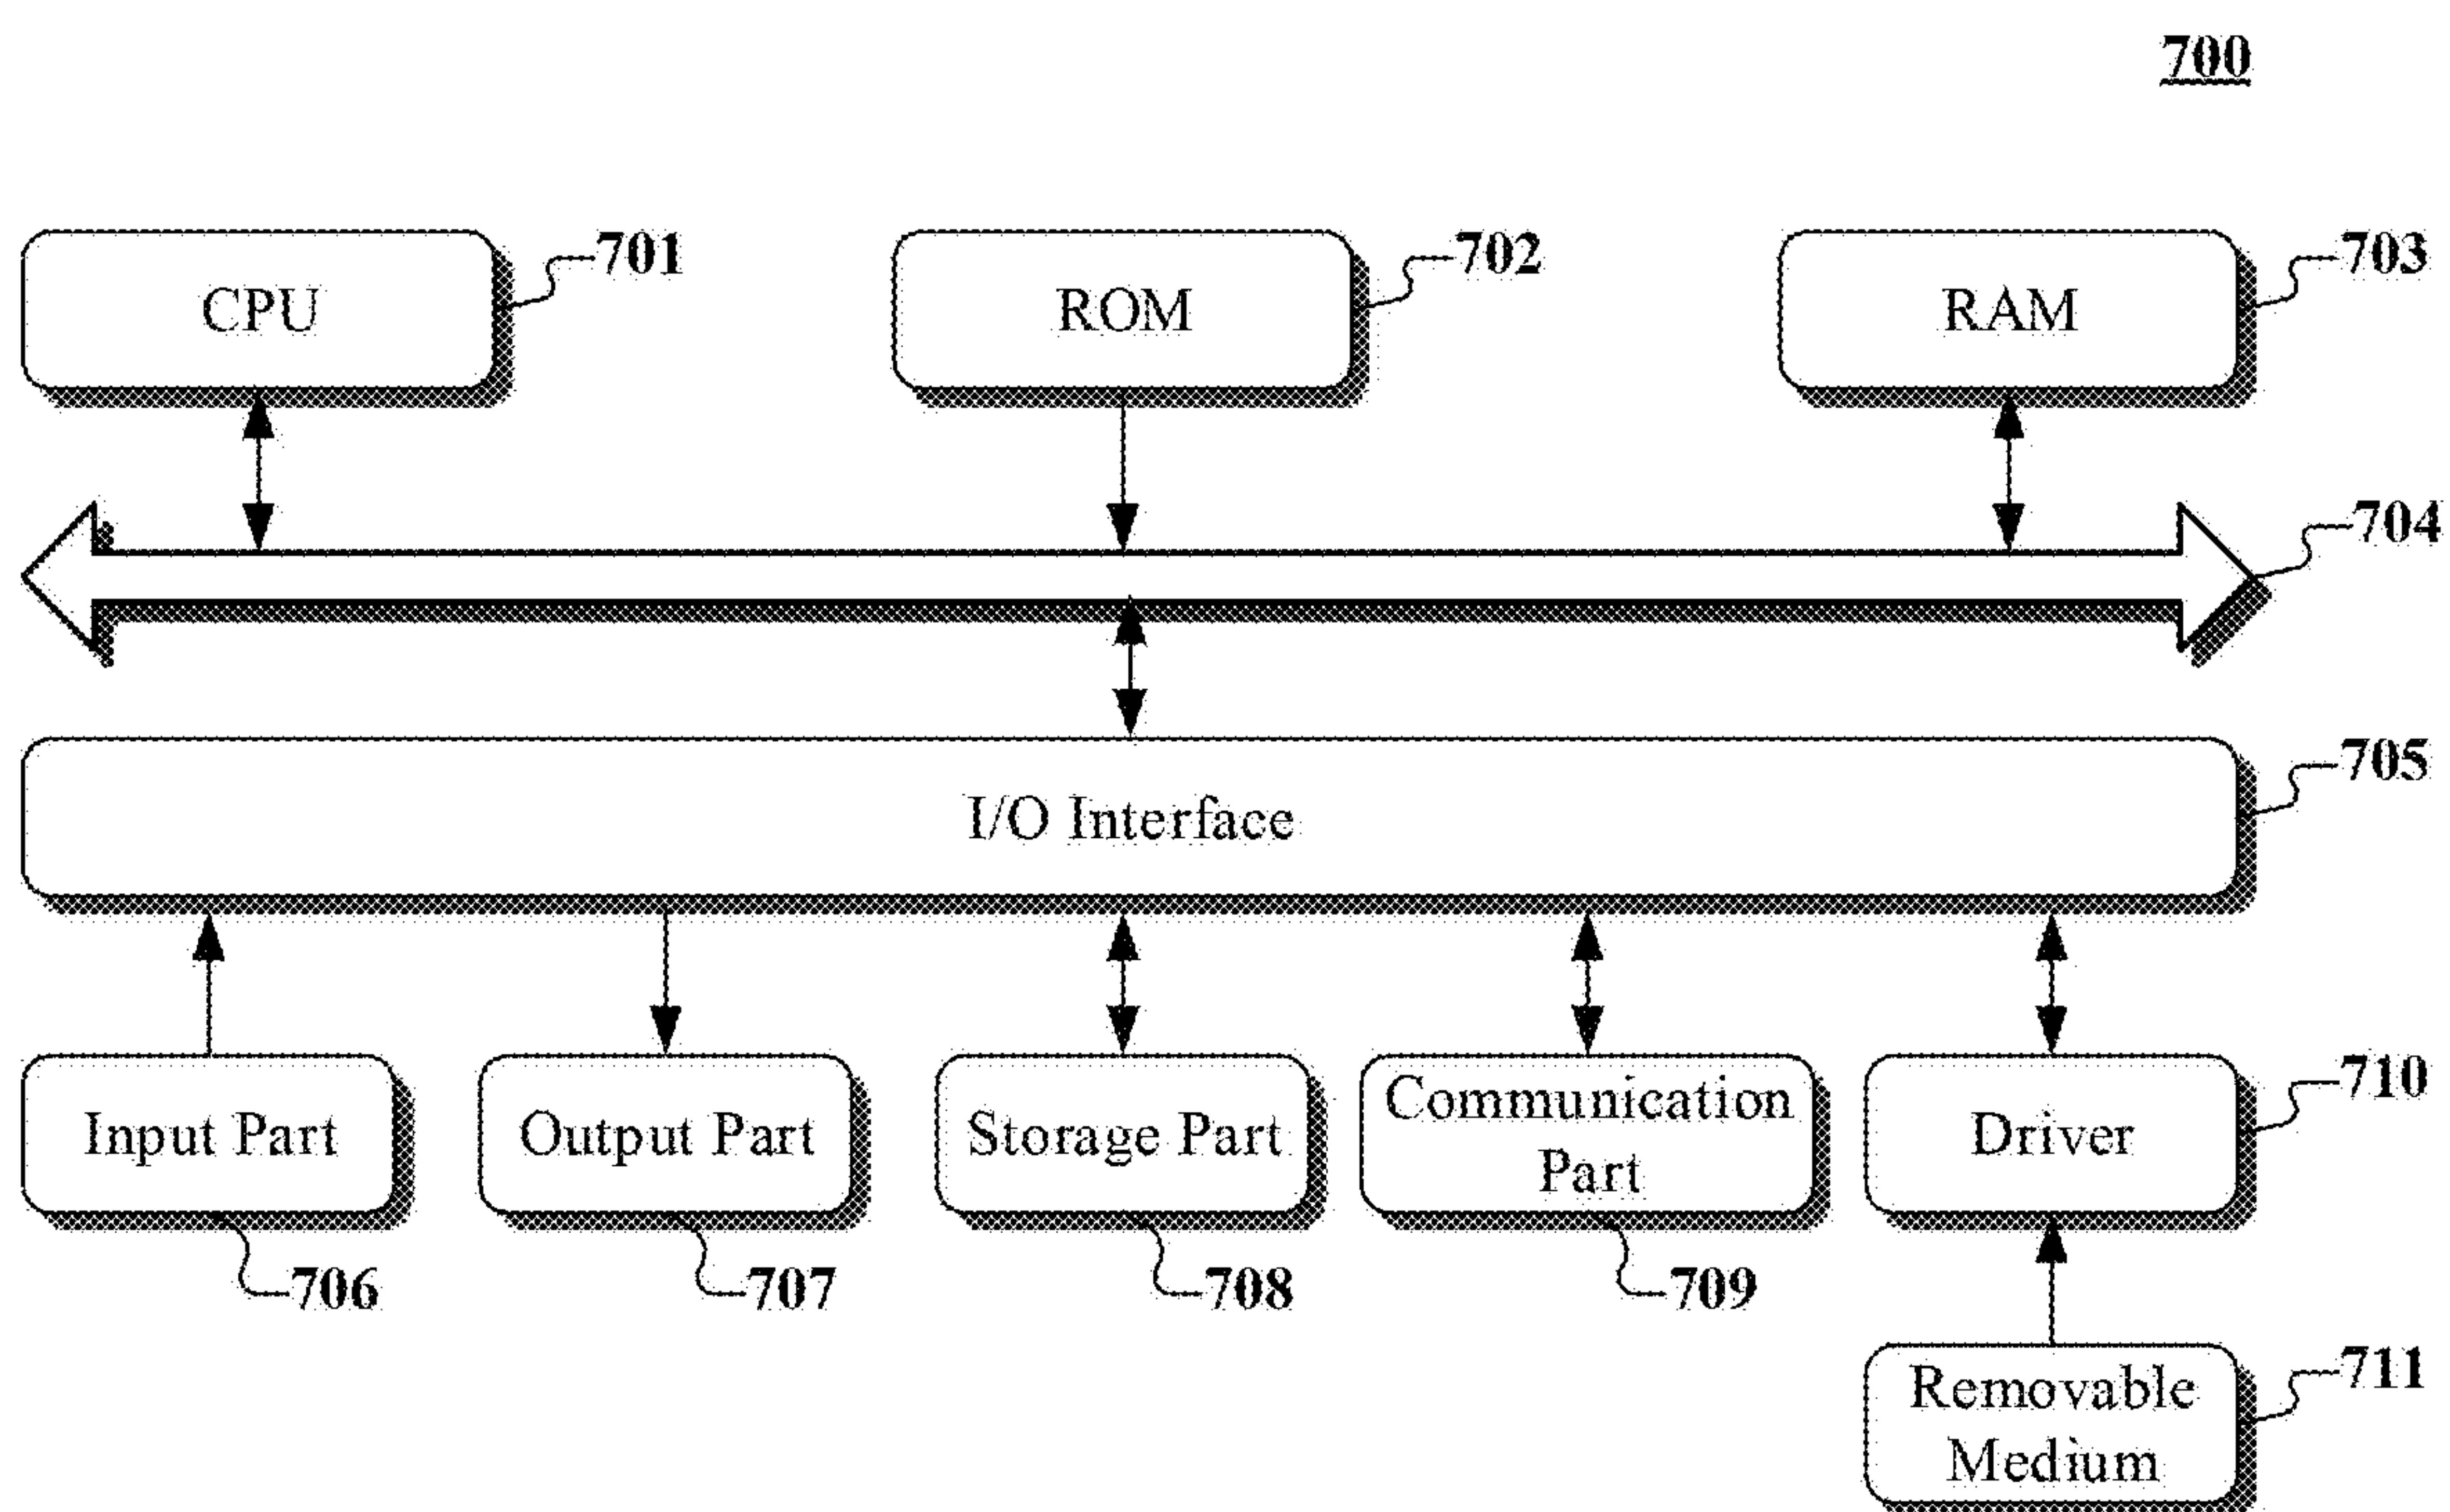 700
701
702
703
CPU
ROM
RAM
704
705
I/O Interface
710
Input Part
Output Part
Storage Part
Communication
Part
Driver
706
707
708
709
711
Removable
Medium